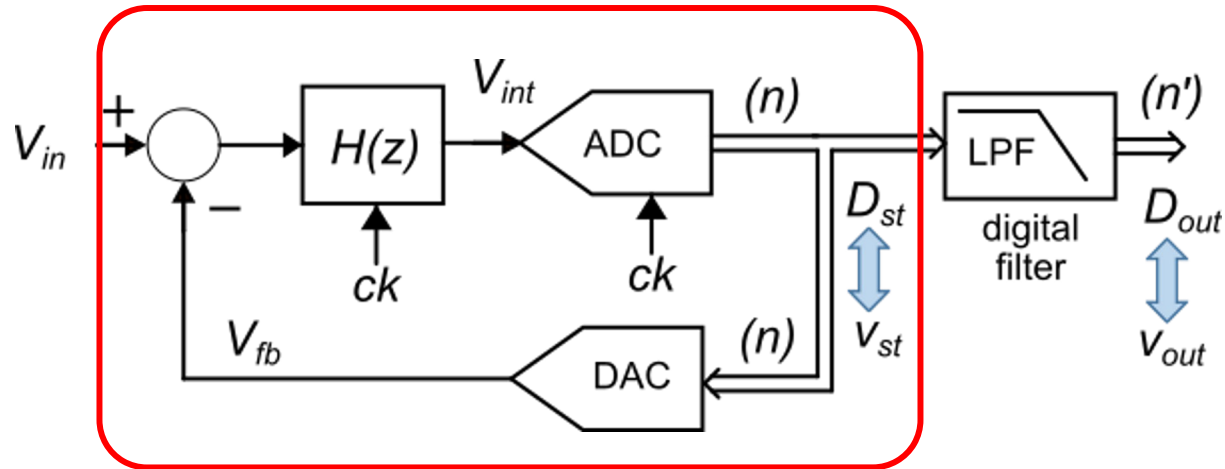 V_in
+
−
H(z)
ck
V_int
ADC
ck
(n)
D_st
v_st
LPF
digital
filter
(n')
D_out
v_out
V_fb
DAC
(n)